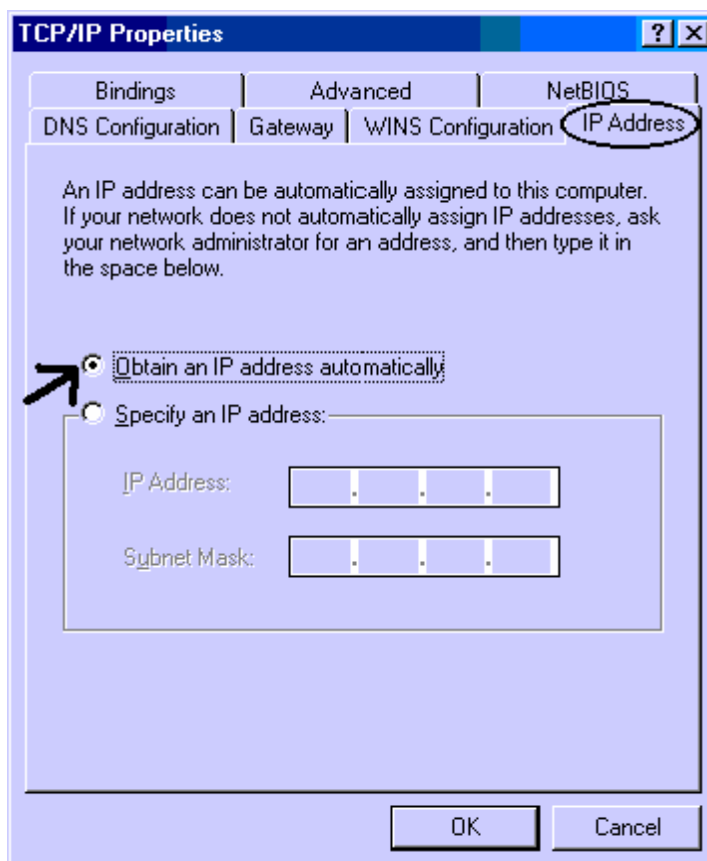 TCP/IP Properties
?
Bindings
Advanced
NetBIOS
DNS Configuration
Gateway
WINS Configuration
IP Address
An IP address can be automatically assigned to this computer.
If your network does not automatically assign IP addresses, ask
your network administrator for an address, and then type it in
the space below.
Obtain an IP address automatically
Specify an IP address:
IP Address:
. . .
Subnet Mask:
. . .
OK
Cancel